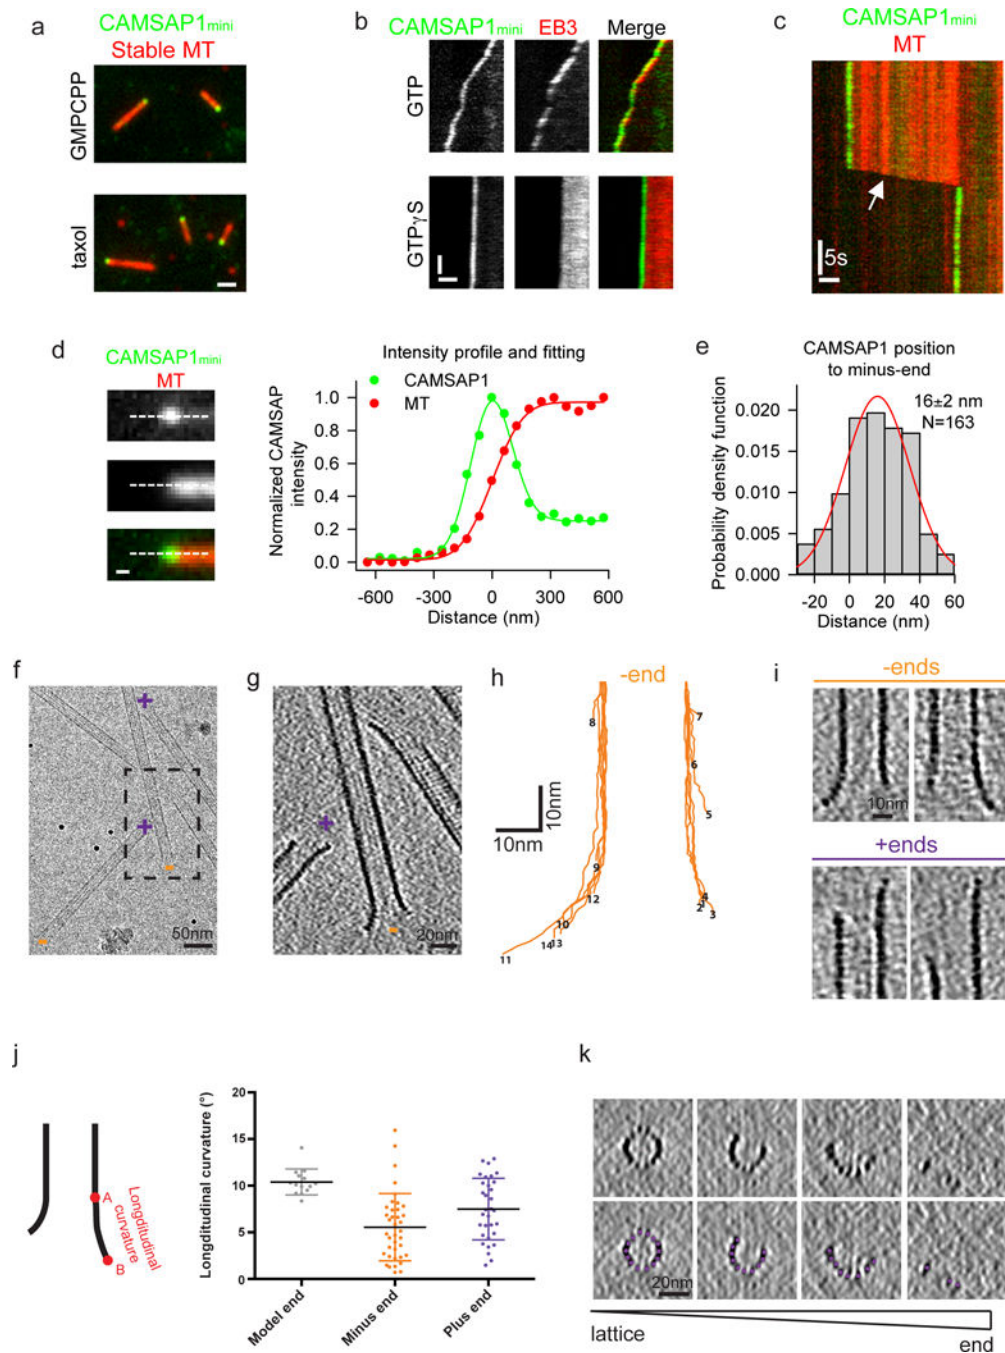 a
CAMSAP1mini
Stable MT
GMPCPP
taxol
b
CAMSAP1mini EB3 Merge
GTP
GTPγS
c
CAMSAP1mini
MT
5s
d
CAMSAP1mini
MT
Intensity profile and fitting
CAMSAP1
MT
Normalized CAMSAP
intensity
1.0
0.8
0.6
0.4
0.2
0.0
-600 -300 0 300 600
Distance (nm)
e
CAMSAP1 position
to minus-end
16±2 nm
N=163
Probability density function
0.020
0.015
0.010
0.005
0.000
-20 0 20 40 60
Distance (nm)
f
+
+
-
-
50nm
g
+
-
20nm
h
-end
10nm
10nm
8
9
12
10
14 13
11
7
6
5
4
1
2
3
i
-ends
10nm
+ends
j
A
B
Longditudinal
curvature
Longditudinal curvature (°)
20
15
10
5
0
Model end
Minus end
Plus end
k
20nm
lattice
end